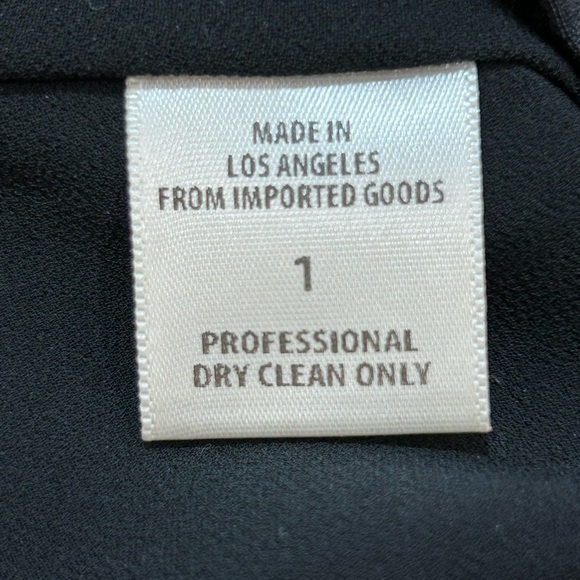 MADE IN
LOS ANGELES
FROM IMPORTED GOODS
1
PROFESSIONAL
DRY CLEAN ONLY